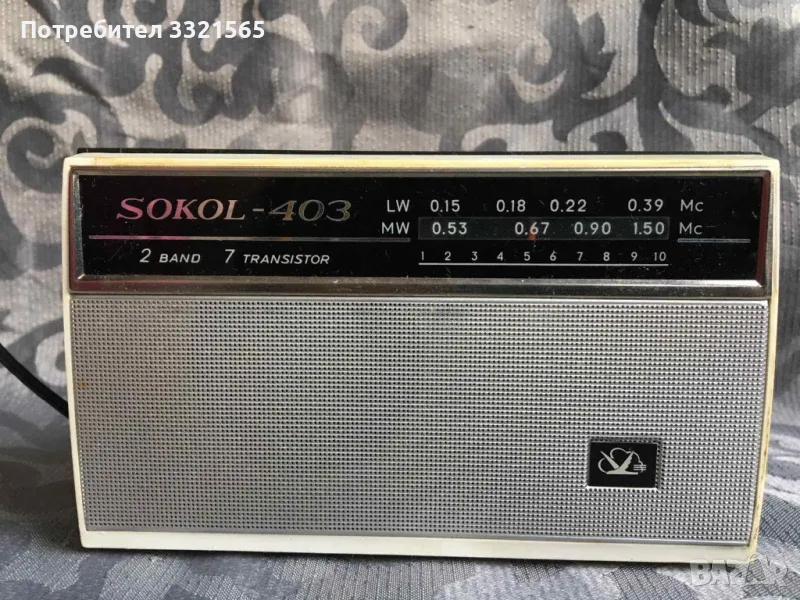 Потребител 3321565
SOKOL-403
LW 0.15 0.18 0.22 0.39 Mc
MW 0.53 0.67 0.90 1.50 Mc
2 BAND 7 TRANSISTOR
1 2 3 4 5 6 7 8 9 10
BAZAR